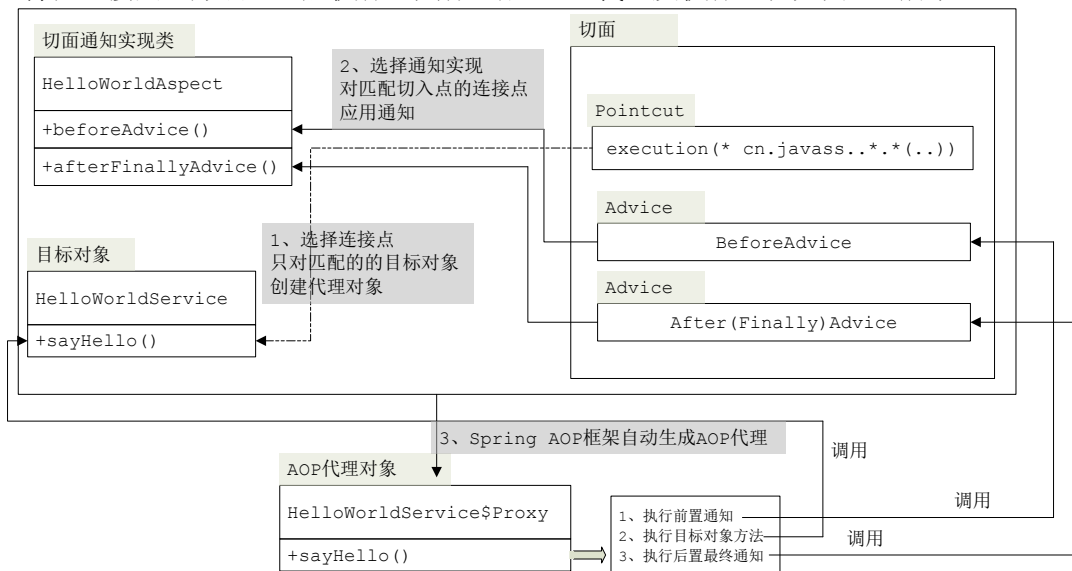 切面通知实现类
HelloWorldAspect
+beforeAdvice()
+afterFinallyAdvice()
2、选择通知实现
对匹配切入点的连接点
应用通知
切面
Pointcut
execution(* cn.javass..*.*(..))
Advice
BeforeAdvice
Advice
After(Finally)Advice
目标对象
HelloWorldService
+sayHello()
1、选择连接点
只对匹配的的目标对象
创建代理对象
3、Spring AOP框架自动生成AOP代理
AOP代理对象
HelloWorldService$Proxy
+sayHello()
1、执行前置通知
2、执行目标对象方法
3、执行后置最终通知
调用
调用
调用